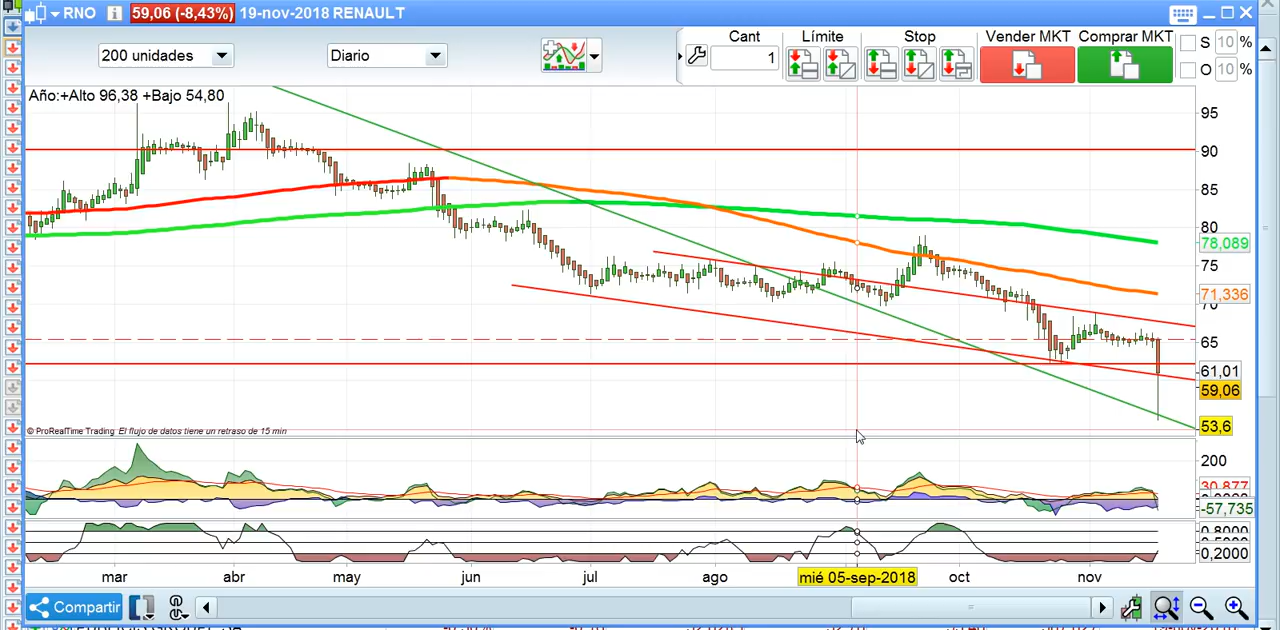 RNO 59,06 (-8,43%) 19-nov-2018 RENAULT
200 unidades
Diario
Cant
1
Límite
Stop
Vender MKT
Comprar MKT
S 10 %
O 10 %
Año:+Alto 96,38 +Bajo 54,80
95
90
85
80
78,089
75
71,336
70
65
61,01
59,06
53,6
© ProRealTime Trading El flujo de datos tiene un retraso de 15 min
200
30,877
-57,735
0,8000
0,2000
mar abr may jun jul ago mié 05-sep-2018 oct nov
Compartir